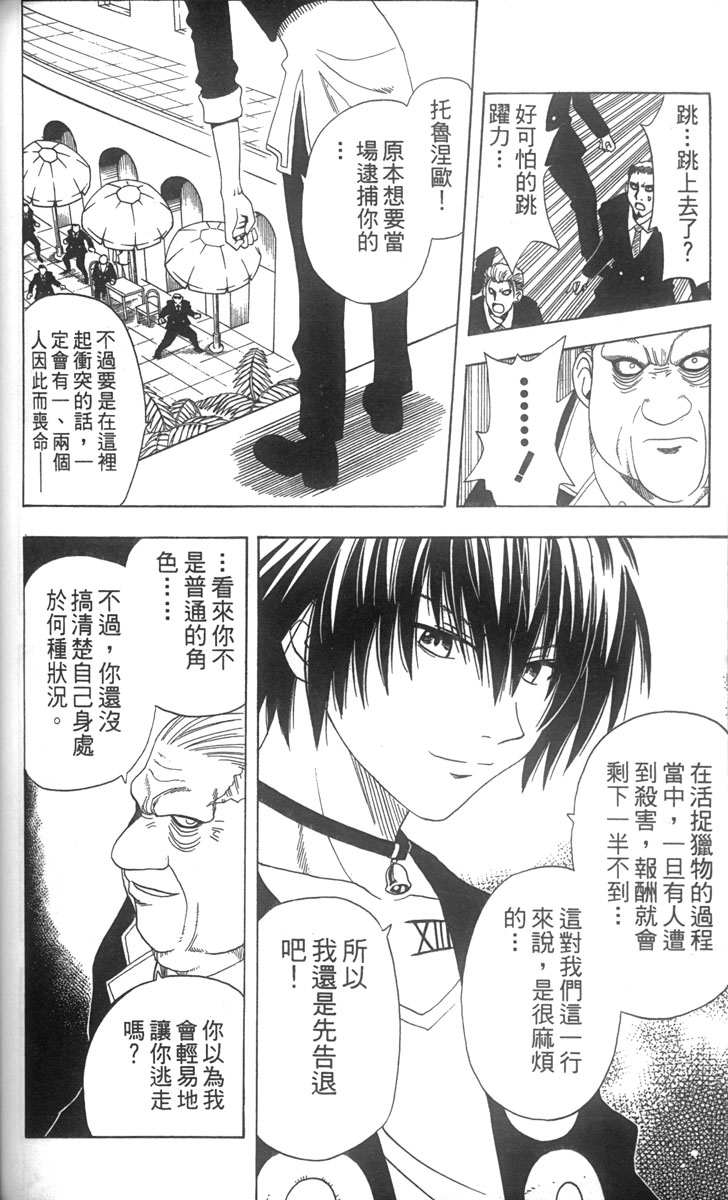 跳…跳上去了?
好可怕的跳
躍力…
……!
托魯涅歐!
原本想要當
場逮捕你的
…
不過要是在這裡
起衝突的話,一
定會有一、兩個
人因此而喪命——
在活捉獵物的過程
當中,一旦有人遭
到殺害,報酬就會
剩下一半不到…
這對我們這一行
來說,是很麻煩
的…
所以
我還是先告退
吧!
XIII
…看來你不
是普通的角
色……
不過,你還沒
搞清楚自己身處
於何種狀況。
你以為我
會輕易地
讓你逃走
嗎?